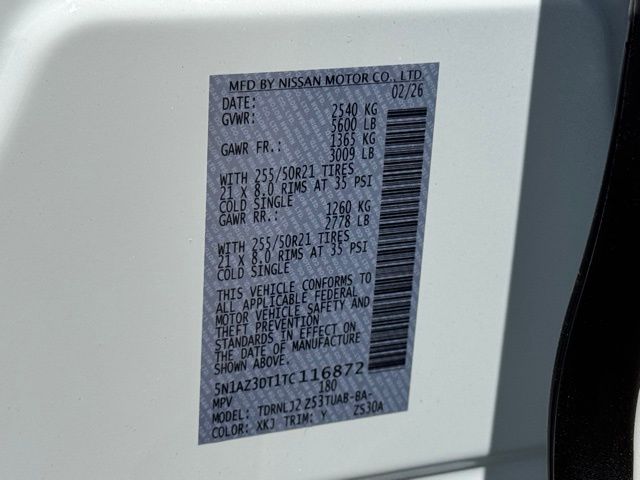 MFD BY NISSAN MOTOR CO., LTD
DATE: 02/26
GVWR: 2540 KG
5600 LB
GAWR FR.: 1365 KG
3009 LB
WITH 255/50R21 TIRES
21 X 8.0 RIMS AT 35 PSI
COLD SINGLE
GAWR RR.: 1260 KG
2778 LB
WITH 255/50R21 TIRES
21 X 8.0 RIMS AT 35 PSI
COLD SINGLE
THIS VEHICLE CONFORMS TO
ALL APPLICABLE FEDERAL
MOTOR VEHICLE SAFETY AND
THEFT PREVENTION
STANDARDS IN EFFECT ON
THE DATE OF MANUFACTURE
SHOWN ABOVE.
5N1AZ3DT1TC116872
MPV 180
MODEL: TDRNLJ2 Z53TUAB-BA-
COLOR: XKJ TRIM: Y ZS30A